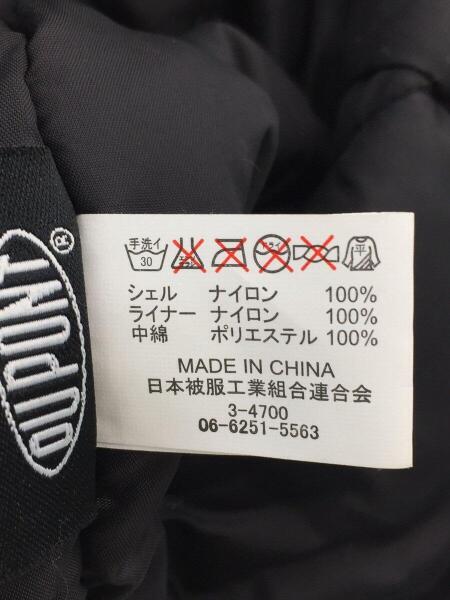 手洗イ
30
ドライ
平
シェル ナイロン 100%
ライナー ナイロン 100%
中綿 ポリエステル 100%
MADE IN CHINA
日本被服工業組合連合会
3-4700
06-6251-5563
DUPONT®